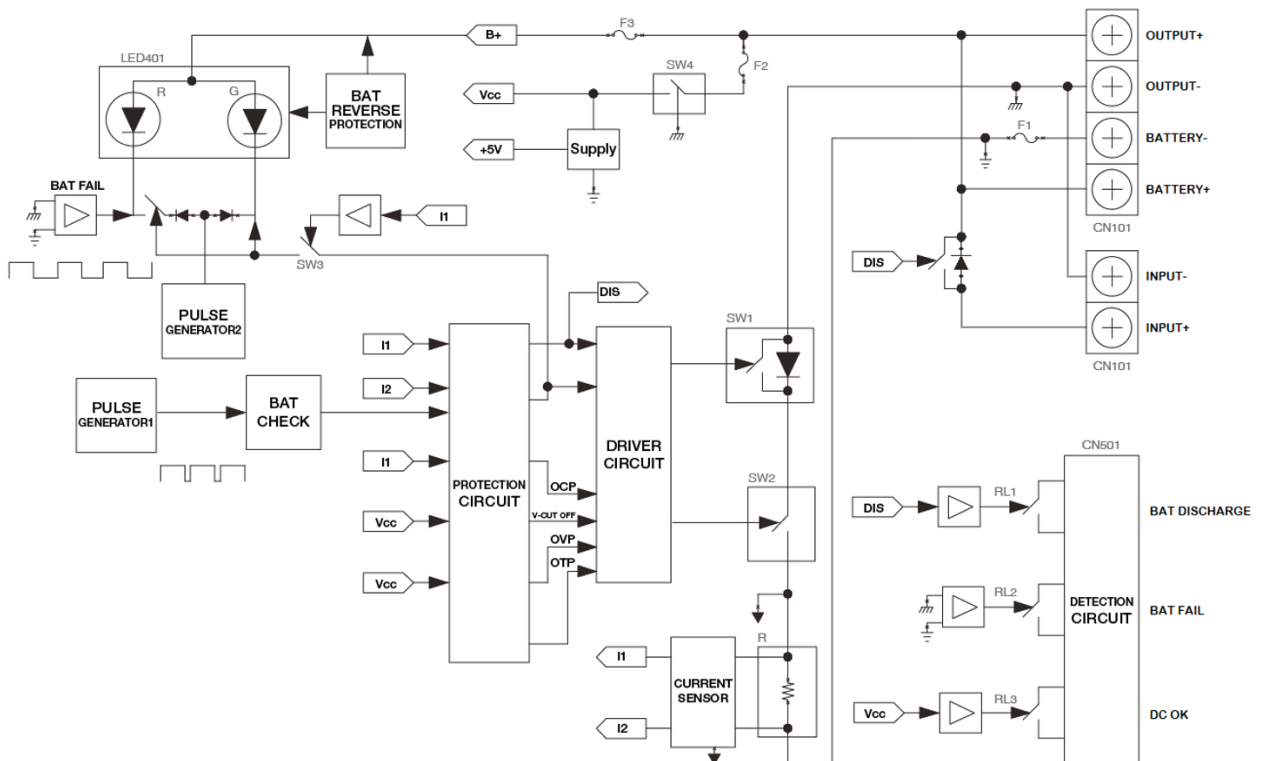 F3
B+
OUTPUT+
LED401
SW4
F2
R
G
BAT
REVERSE
PROTECTION
Vcc
OUTPUT-
F1
BATTERY-
+5V
Supply
BAT FAIL
BATTERY+
I1
CN101
SW3
DIS
INPUT-
DIS
PULSE
GENERATOR2
SW1
INPUT+
I1
CN101
I2
PULSE
GENERATOR1
BAT
CHECK
DRIVER
CIRCUIT
CN501
I1
PROTECTION
CIRCUIT
OCP
SW2
RL1
DIS
BAT DISCHARGE
Vcc
V-CUT OFF
OVP
OTP
Vcc
RL2
DETECTION
CIRCUIT
BAT FAIL
R
I1
CURRENT
SENSOR
RL3
Vcc
DC OK
I2